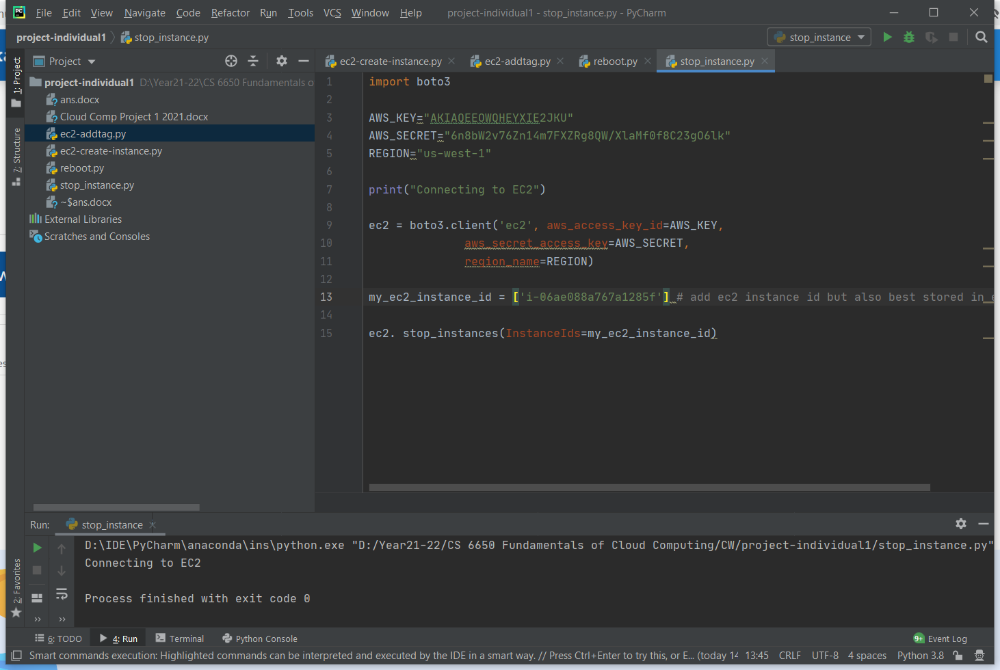 File Edit View Navigate Code Refactor Run Tools VCS Window Help project-individual1 - stop_instance.py - PyCharm
project-individual1 stop_instance.py stop_instance
Project ec2-create-instance.py ec2-addtag.py reboot.py stop_instance.py
1: Project
7: Structure
2: Favorites
project-individual1 D:\Year21-22\CS 6650 Fundamentals o
ans.docx
Cloud Comp Project 1 2021.docx
ec2-addtag.py
ec2-create-instance.py
reboot.py
stop_instance.py
~$ans.docx
External Libraries
Scratches and Consoles
1 import boto3
2
3 AWS_KEY="AKIAQEEOWQHEYXIE2JKU"
4 AWS_SECRET="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"
5 REGION="us-west-1"
6
7 print("Connecting to EC2")
8
9 ec2 = boto3.client('ec2', aws_access_key_id=AWS_KEY,
10 aws_secret_access_key=AWS_SECRET,
11 region_name=REGION)
12
13 my_ec2_instance_id = ['i-06ae088a767a1285f'] # add ec2 instance id but also best stored in
14
15 ec2. stop_instances(InstanceIds=my_ec2_instance_id)
Run: stop_instance
D:\IDE\PyCharm\anaconda\ins\python.exe "D:/Year21-22/CS 6650 Fundamentals of Cloud Computing/CW/project-individual1/stop_instance.py"
Connecting to EC2
Process finished with exit code 0
6: TODO 4: Run Terminal Python Console 9+ Event Log
Smart commands execution: Highlighted commands can be interpreted and executed by the IDE in a smart way. // Press Ctrl+Enter to try this, or E... (today 14 13:45 CRLF UTF-8 4 spaces Python 3.8